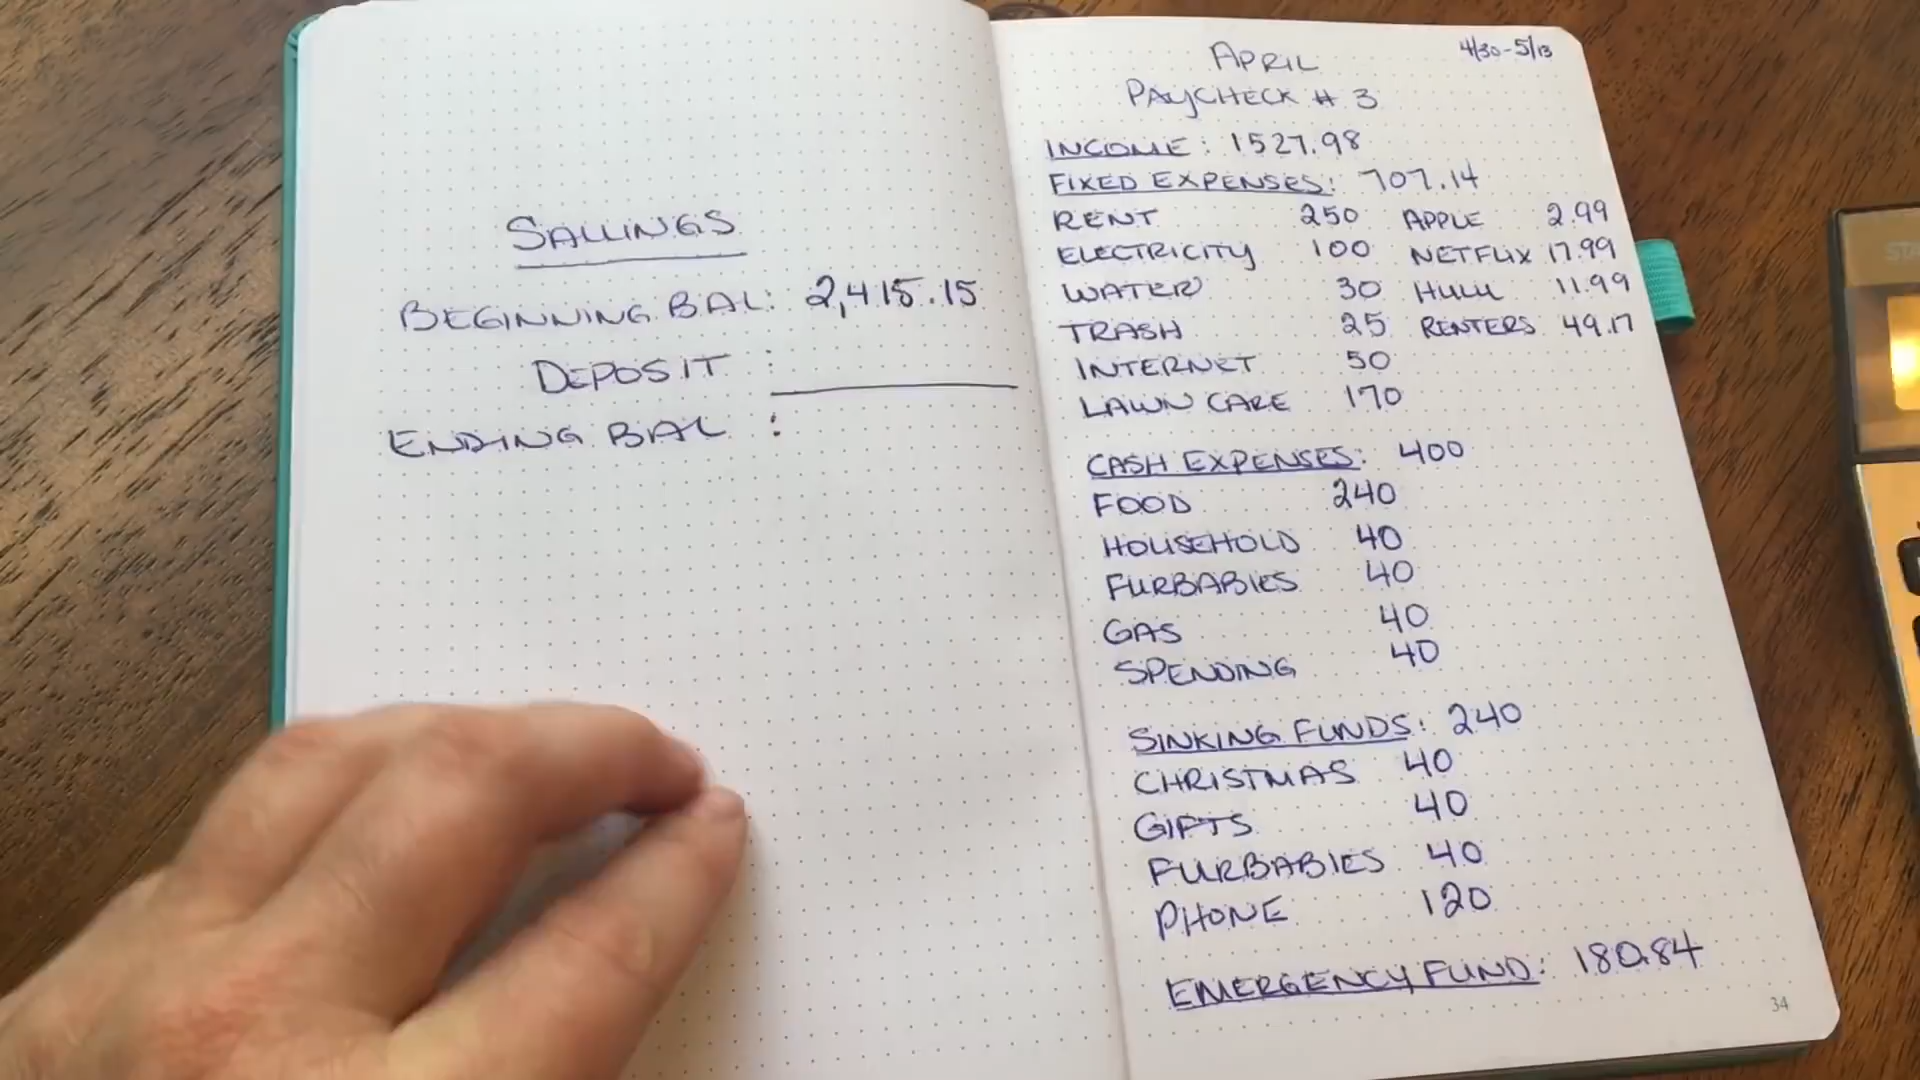 SAVINGS
BEGINNING BAL: 2,415.15
DEPOSIT :
ENDING BAL :
APRIL 4/30-5/13
PAYCHECK # 3
INCOME: 1527.98
FIXED EXPENSES: 707.14
RENT 250 APPLE 2.99
ELECTRICITY 100 NETFLIX 17.99
WATER 30 HULU 11.99
TRASH 25 RENTERS 49.17
INTERNET 50
LAWN CARE 170
CASH EXPENSES: 400
FOOD 240
HOUSEHOLD 40
FURBABIES 40
GAS 40
SPENDING 40
SINKING FUNDS: 240
CHRISTMAS 40
GIFTS 40
FURBABIES 40
PHONE 120
EMERGENCY FUND: 180.84
34